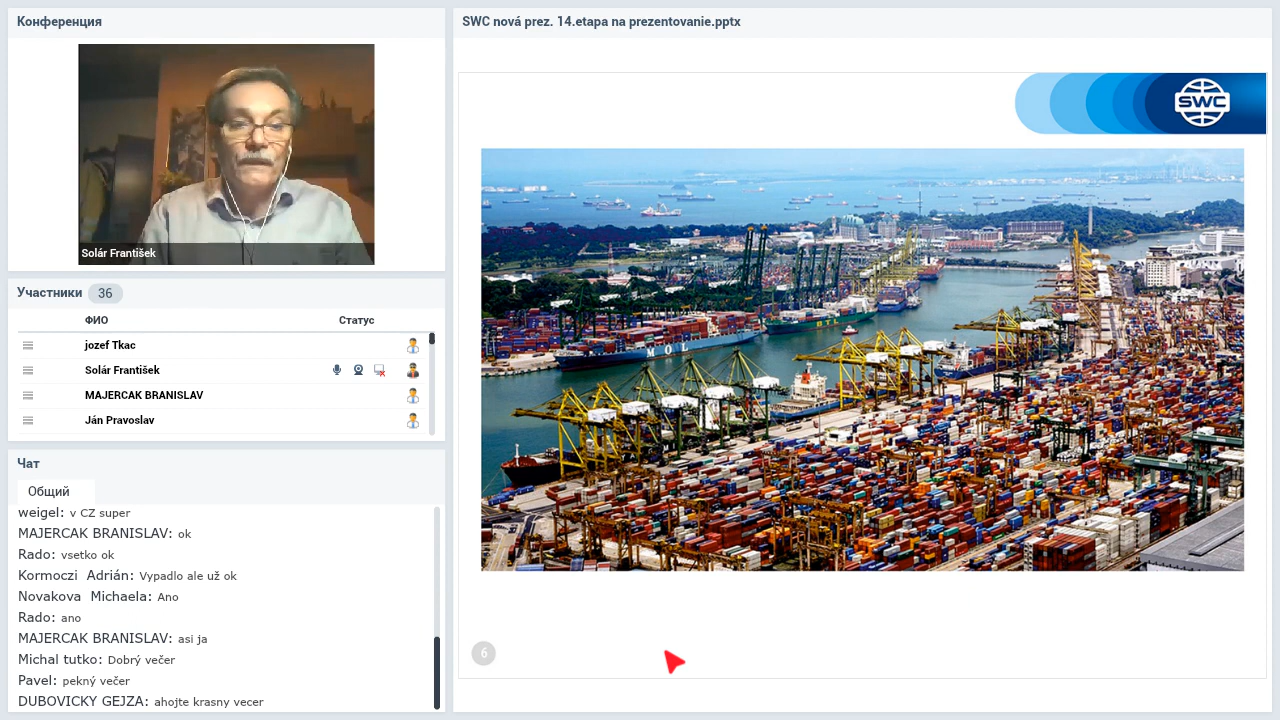 Конференция
Solár František
Участники 36
ФИО Статус
jozef Tkac
Solár František
MAJERCAK BRANISLAV
Ján Pravoslav
Чат
Общий
weigel: v CZ super
MAJERCAK BRANISLAV: ok
Rado: vsetko ok
Kormoczi Adrián: Vypadlo ale už ok
Novakova Michaela: Ano
Rado: ano
MAJERCAK BRANISLAV: asi ja
Michal tutko: Dobrý večer
Pavel: pekný večer
DUBOVICKY GEJZA: ahojte krasny vecer
SWC nová prez. 14.etapa na prezentovanie.pptx
SWC
MOL
6